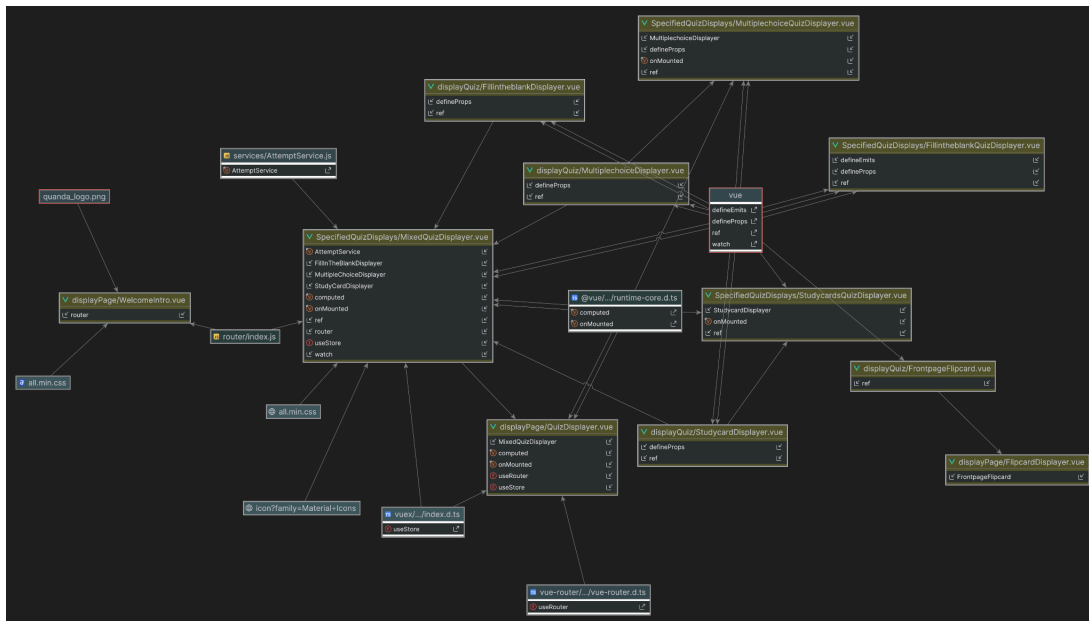 SpecifiedQuizDisplays/MultiplechoiceQuizDisplayer.vue
MultiplechoiceDisplayer
defineProps
onMounted
ref
displayQuiz/FillintheblankDisplayer.vue
defineProps
ref
services/AttemptService.js
AttemptService
SpecifiedQuizDisplays/FillintheblankQuizDisplayer.vue
defineEmits
defineProps
ref
displayQuiz/MultiplechoiceDisplayer.vue
defineProps
ref
quanda_logo.png
vue
defineEmits
defineProps
ref
watch
SpecifiedQuizDisplays/MixedQuizDisplayer.vue
AttemptService
FillInTheBlankDisplayer
MultipleChoiceDisplayer
StudyCardDisplayer
computed
onMounted
ref
router
useStore
watch
displayPage/WelcomeIntro.vue
router
router/index.js
@vue/.../runtime-core.d.ts
computed
onMounted
SpecifiedQuizDisplays/StudycardsQuizDisplayer.vue
StudycardDisplayer
onMounted
ref
all.min.css
displayQuiz/FrontpageFlipcard.vue
ref
all.min.css
displayPage/QuizDisplayer.vue
MixedQuizDisplayer
computed
onMounted
useRouter
useStore
displayQuiz/StudycardDisplayer.vue
defineProps
ref
displayPage/FlipcardDisplayer.vue
FrontpageFlipcard
icon?family=Material+Icons
vuex/.../index.d.ts
useStore
vue-router/.../vue-router.d.ts
useRouter